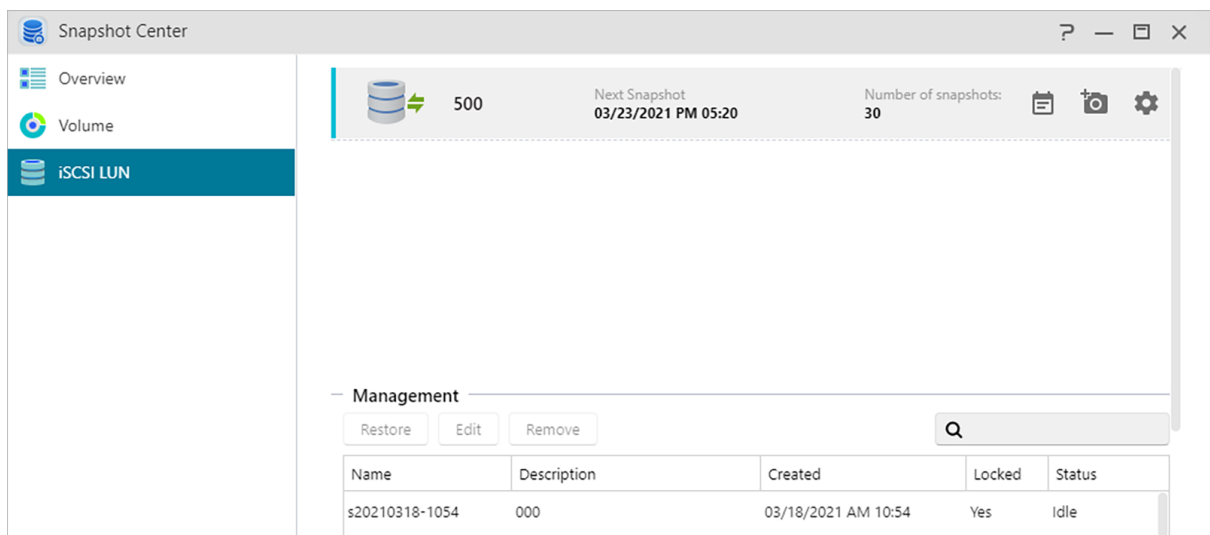 Snapshot Center
Overview
Volume
iSCSI LUN
500
Next Snapshot
03/23/2021 PM 05:20
Number of snapshots:
30
Management
Restore Edit Remove
Name Description Created Locked Status
s20210318-1054 000 03/18/2021 AM 10:54 Yes Idle